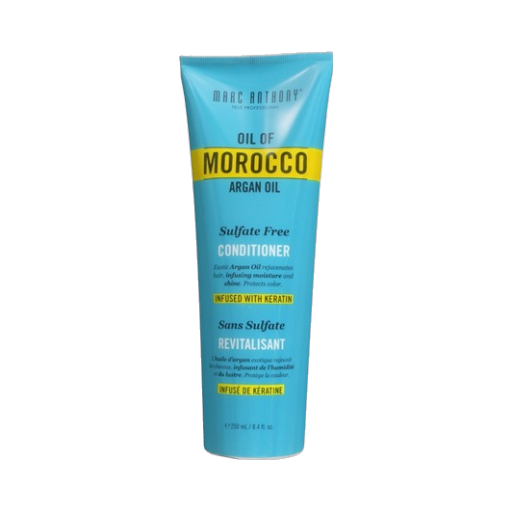 MARC ANTHONY
TRUE PROFESSIONAL
OIL OF
MOROCCO
ARGAN OIL
Sulfate Free
CONDITIONER
Exotic Argan Oil rejuvenates
hair, infusing moisture and
shine. Protects color.
INFUSED WITH KERATIN
Sans Sulfate
REVITALISANT
L'huile d'argan exotique rajeunit
les cheveux, infusant de l'humidité
et du lustre. Protège la couleur.
INFUSÉ DE KÉRATINE
250 mL / 8.4 fl. oz.